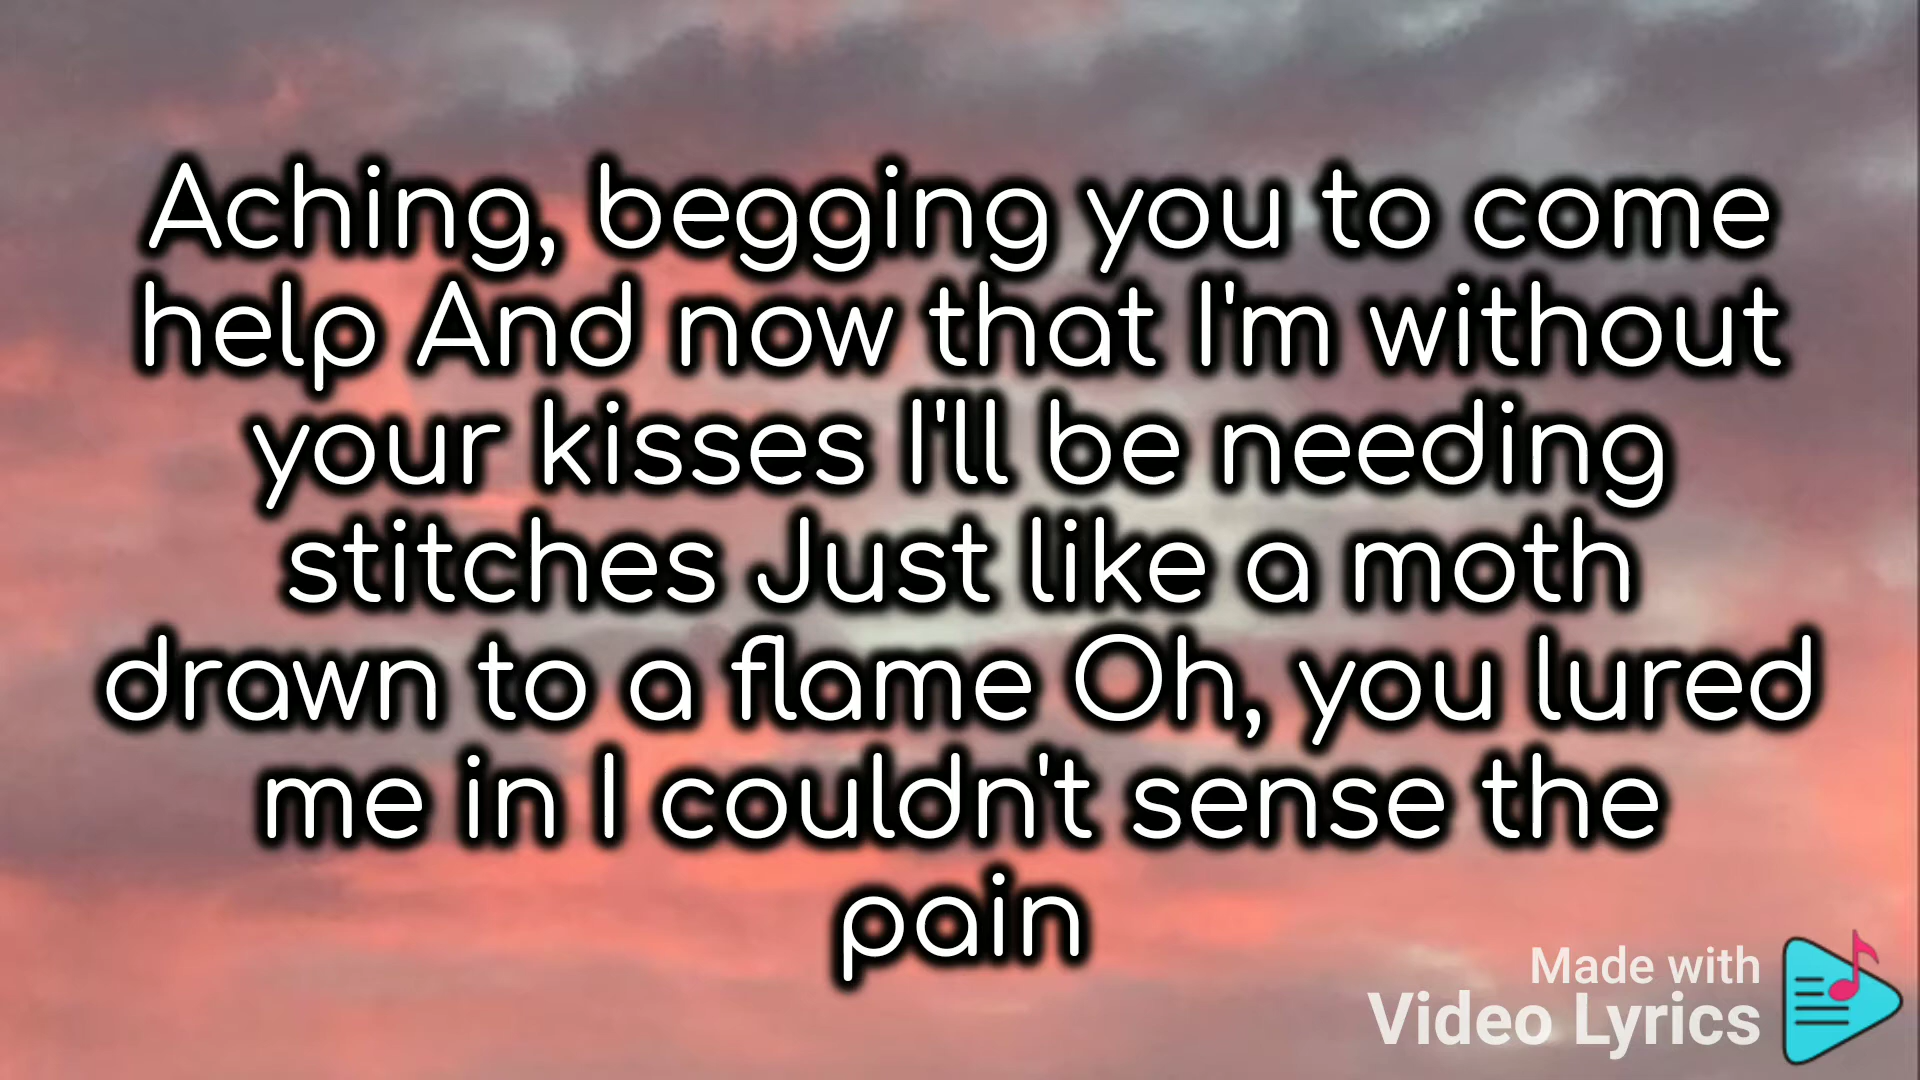 Aching, begging you to come
help And now that I'm without
your kisses I'll be needing
stitches Just like a moth
drawn to a flame Oh, you lured
me in I couldn't sense the
pain
Made with
Video Lyrics